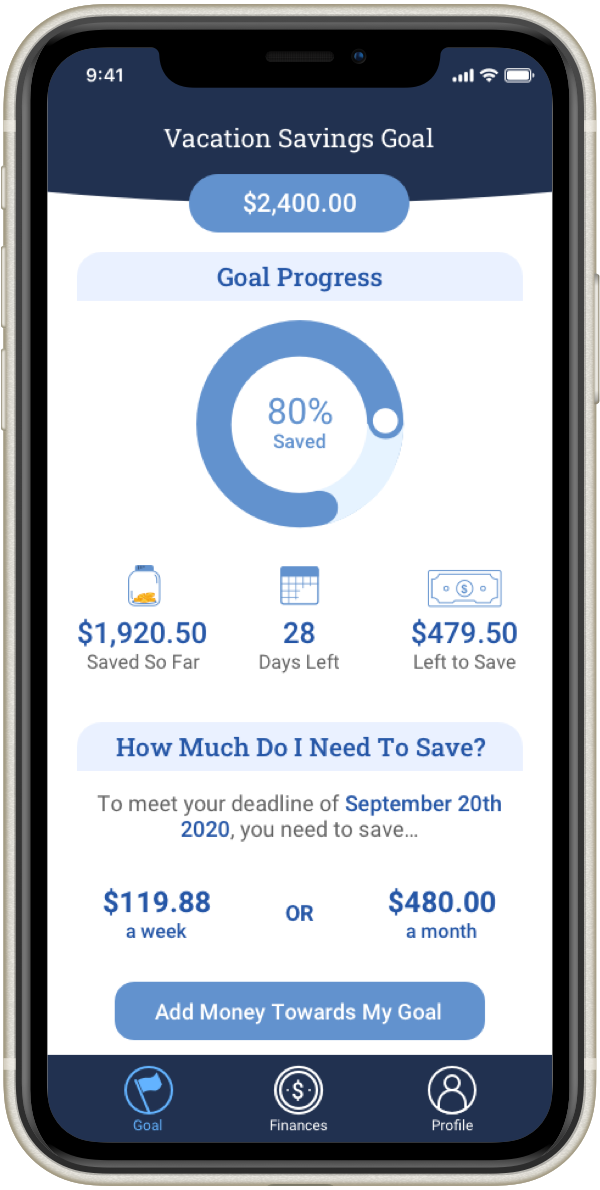 9:41
Vacation Savings Goal
$2,400.00
Goal Progress
80%
Saved
$1,920.50
Saved So Far
28
Days Left
$
$479.50
Left to Save
How Much Do I Need To Save?
To meet your deadline of September 20th
2020, you need to save...
$119.88
a week
OR
$480.00
a month
Add Money Towards My Goal
Goal
$
Finances
Profile